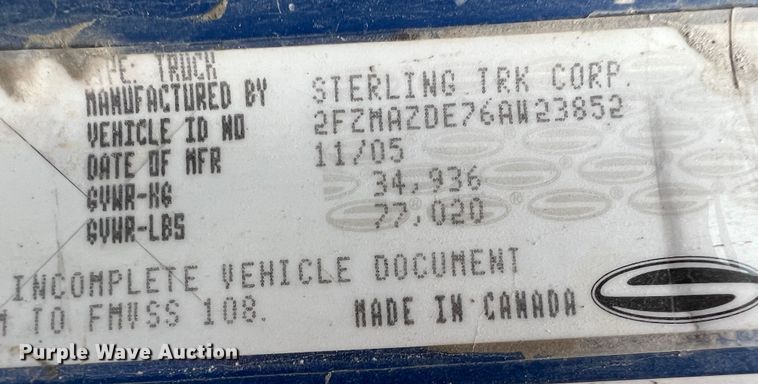 TYPE: TRUCK
MANUFACTURED BY STERLING TRK CORP.
VEHICLE ID NO 2FZMAZDE76AW23852
DATE OF MFR 11/05
GVWR-KG 34,936
GVWR-LBS 77,020
INCOMPLETE VEHICLE DOCUMENT
TO FMVSS 108. MADE IN CANADA
Purple Wave Auction